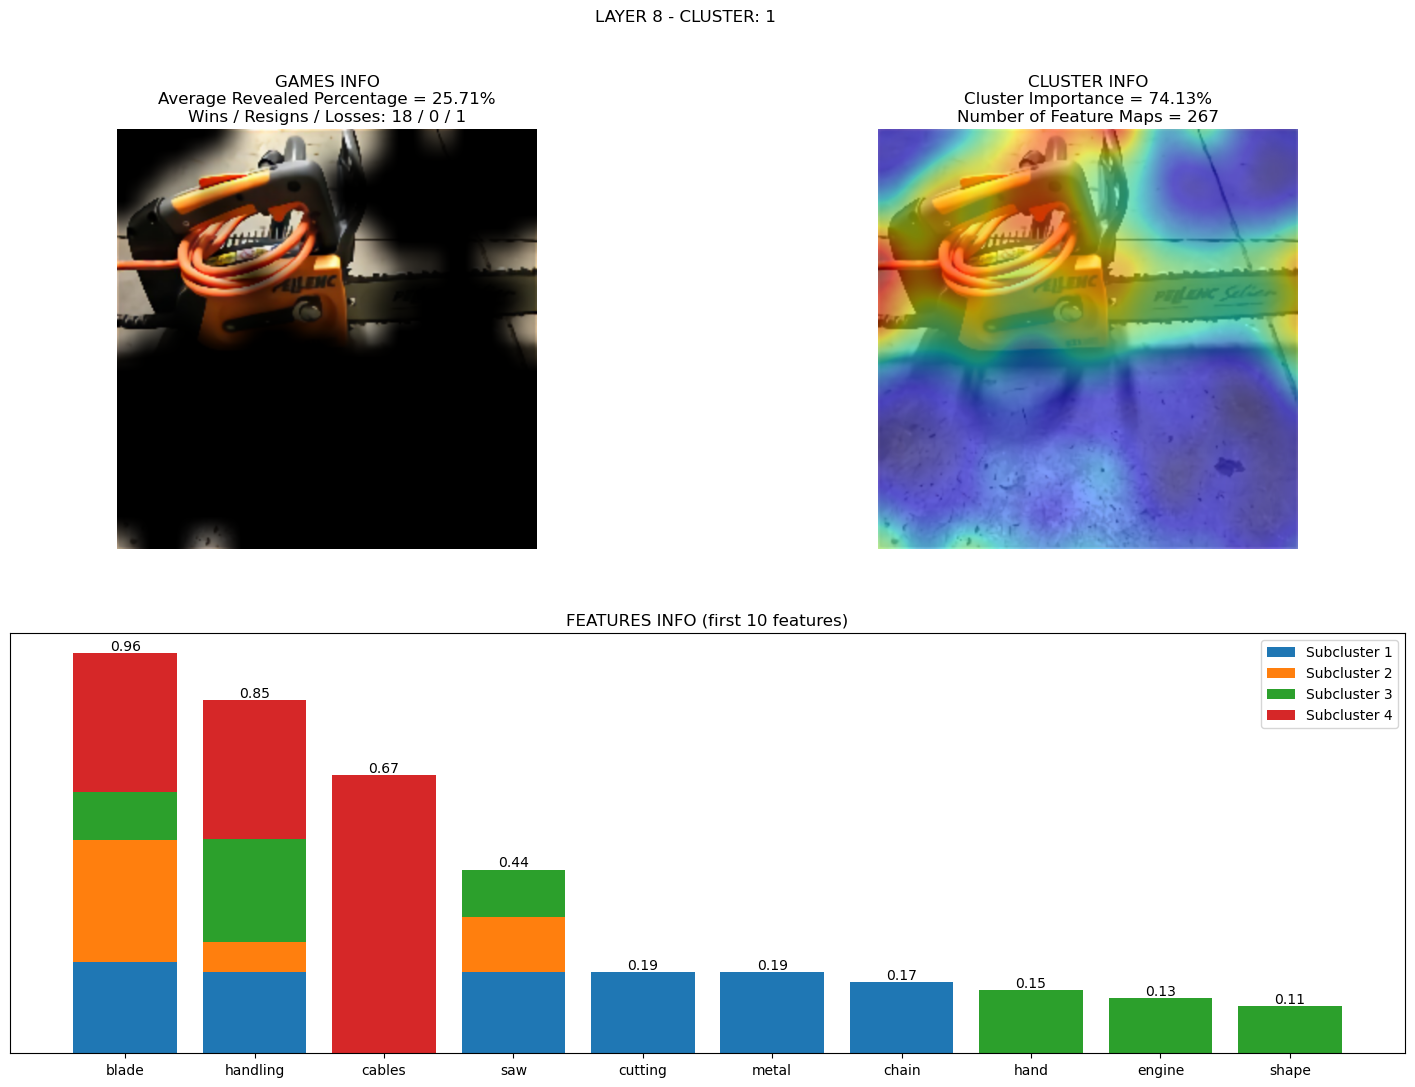 LAYER 8 - CLUSTER: 1
GAMES INFO
Average Revealed Percentage = 25.71%
Wins / Resigns / Losses: 18 / 0 / 1
CLUSTER INFO
Cluster Importance = 74.13%
Number of Feature Maps = 267
PELLENC
PELLENC
PELLENC Selion
FEATURES INFO (first 10 features)
Subcluster 1
Subcluster 2
Subcluster 3
Subcluster 4
0.96
0.85
0.67
0.44
0.19
0.19
0.17
0.15
0.13
0.11
blade
handling
cables
saw
cutting
metal
chain
hand
engine
shape